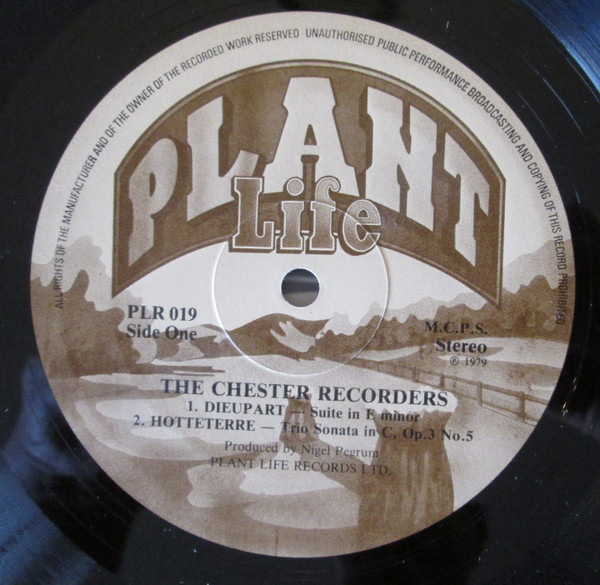 ALL RIGHTS OF THE MANUFACTURER AND OF THE OWNER OF THE RECORDED WORK RESERVED UNAUTHORISED PUBLIC PERFORMANCE BROADCASTING AND COPYING OF THIS RECORD PROHIBITED
PLANT
Life
PLR 019
Side One
M.C.P.S.
Stereo
℗ 1979
THE CHESTER RECORDERS
1. DIEUPART — Suite in E minor
2. HOTTETERRE — Trio Sonata in C, Op.3 No.5
Produced by Nigel Pegrum
PLANT LIFE RECORDS LTD.